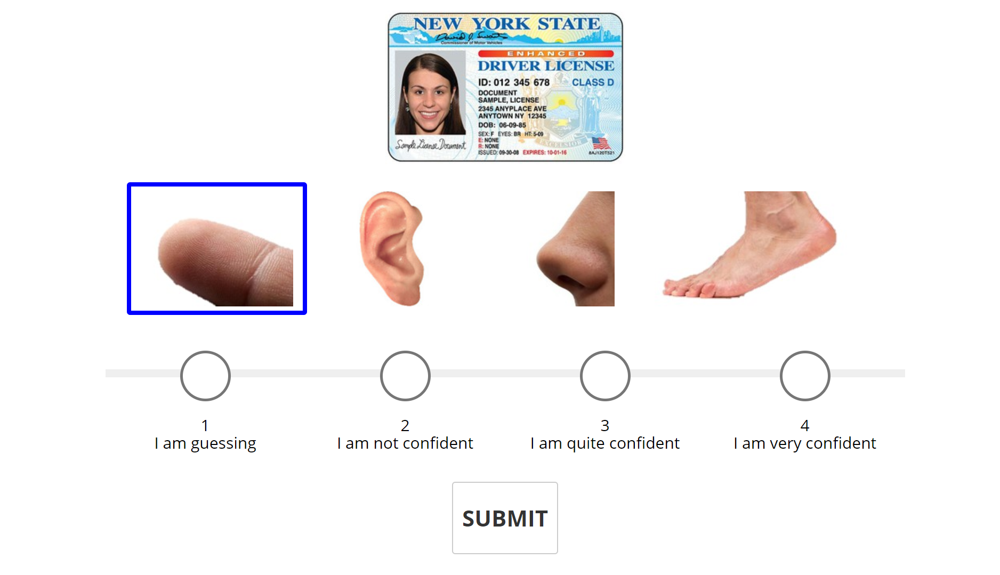 NEW YORK STATE
David J. Swarts
Commissioner of Motor Vehicles
ENHANCED
DRIVER LICENSE
ID: 012 345 678 CLASS D
DOCUMENT
SAMPLE, LICENSE
2345 ANYPLACE AVE
ANYTOWN NY 12345
DOB: 06-09-85
SEX: F EYES: BR HT: 5-09
E: NONE
R: NONE
ISSUED: 09-30-08 EXPIRES: 10-01-16
Sample License Document
EXCELSIOR
8AJ120T521
1
I am guessing
2
I am not confident
3
I am quite confident
4
I am very confident
SUBMIT